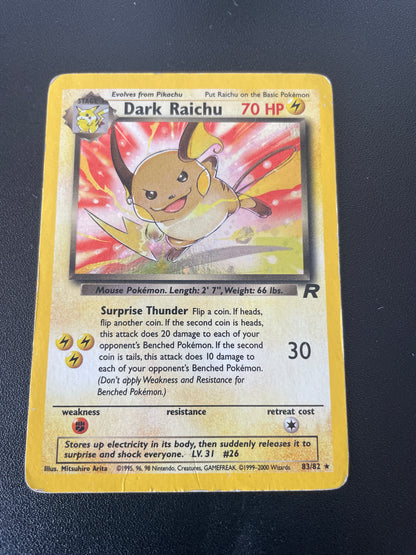 Evolves from Pikachu Put Raichu on the Basic Pokémon
STAGE 1 Dark Raichu 70 HP
Mouse Pokémon. Length: 2' 7", Weight: 66 lbs.
R
Surprise Thunder Flip a coin. If heads,
flip another coin. If the second coin is heads,
this attack does 20 damage to each of your
opponent's Benched Pokémon. If the second
coin is tails, this attack does 10 damage to
each of your opponent's Benched Pokémon.
(Don't apply Weakness and Resistance for
Benched Pokémon.)
30
weakness resistance retreat cost
Stores up electricity in its body, then suddenly releases it to
surprise and shock everyone. LV. 31 #26
Illus. Mitsuhiro Arita ©1995, 96, 98 Nintendo, Creatures, GAMEFREAK. ©1999-2000 Wizards. 83/82 ★